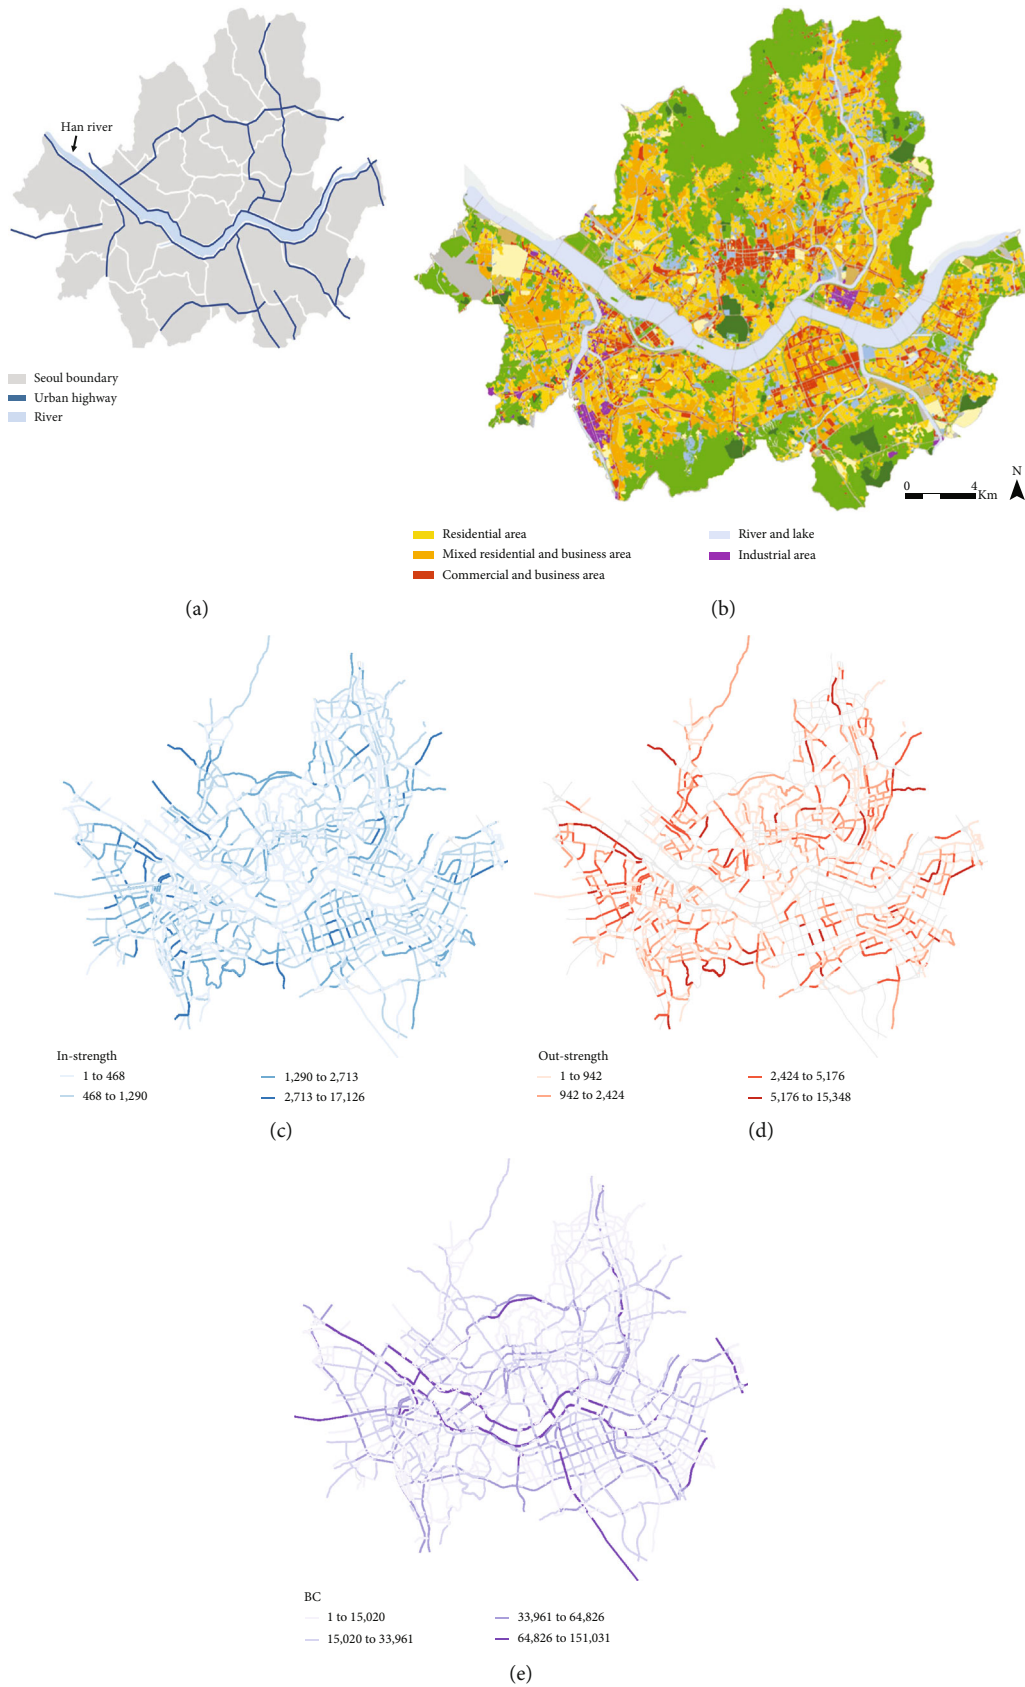 Han river
Seoul boundary
Urban highway
River
(a)
N
0 4
Km
Residential area
Mixed residential and business area
Commercial and business area
River and lake
Industrial area
(b)
In-strength
1 to 468
468 to 1,290
1,290 to 2,713
2,713 to 17,126
(c)
Out-strength
1 to 942
942 to 2,424
2,424 to 5,176
5,176 to 15,348
(d)
BC
1 to 15,020
15,020 to 33,961
33,961 to 64,826
64,826 to 151,031
(e)